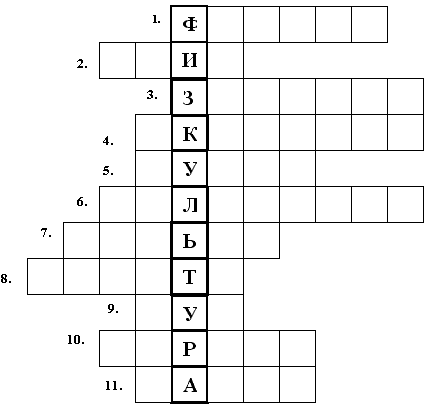 1. Ф
2. И
3. З
4. К
5. У
6. Л
7. Ь
8. Т
9. У
10. Р
11. А